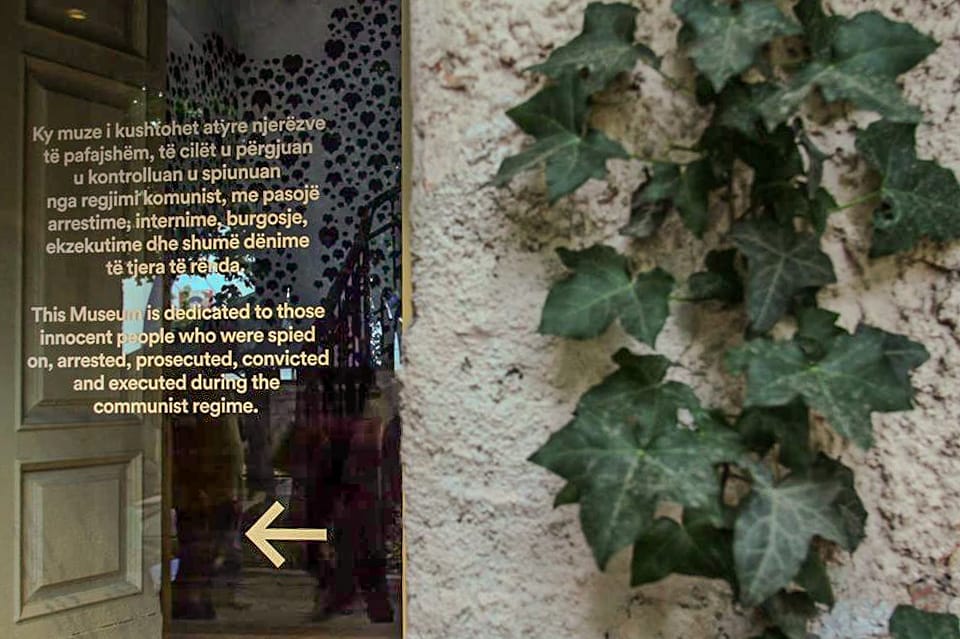 Ky muze i kushtohet atyre njerëzve
të pafajshëm, të cilët u përgjuan
u kontrolluan u spiunuan
nga regjimi komunist, me pasojë
arrestime, internime, burgosje,
ekzekutime dhe shumë dënime
të tjera të rënda.
This Museum is dedicated to those
innocent people who were spied
on, arrested, prosecuted, convicted
and executed during the
communist regime.